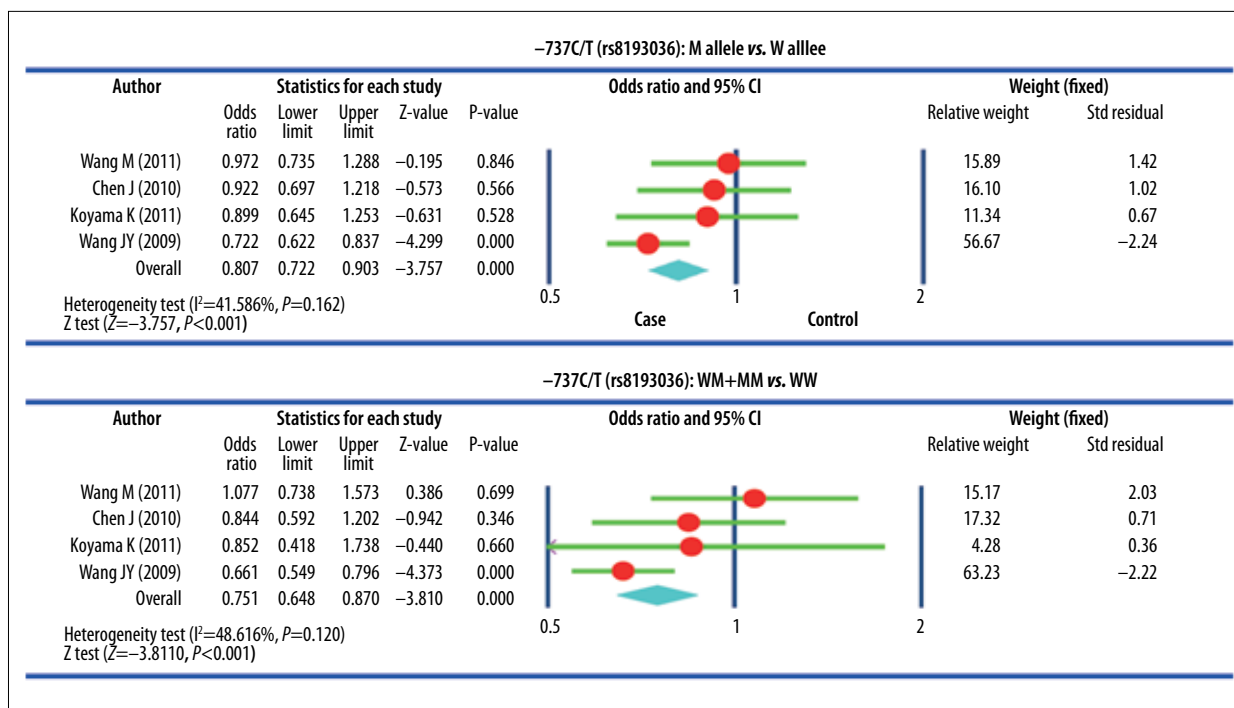 –737C/T (rs8193036): M allele vs. W alllee
Author Statistics for each study Odds ratio and 95% CI Weight (fixed)
Odds ratio Lower limit Upper limit Z-value P-value Relative weight Std residual
Wang M (2011) 0.972 0.735 1.288 –0.195 0.846 15.89 1.42
Chen J (2010) 0.922 0.697 1.218 –0.573 0.566 16.10 1.02
Koyama K (2011) 0.899 0.645 1.253 –0.631 0.528 11.34 0.67
Wang JY (2009) 0.722 0.622 0.837 –4.299 0.000 56.67 –2.24
Overall 0.807 0.722 0.903 –3.757 0.000
0.5 1 2
Heterogeneity test (I²=41.586%, P=0.162)
Z test (Z=–3.757, P<0.001)
Case Control
–737C/T (rs8193036): WM+MM vs. WW
Author Statistics for each study Odds ratio and 95% CI Weight (fixed)
Odds ratio Lower limit Upper limit Z-value P-value Relative weight Std residual
Wang M (2011) 1.077 0.738 1.573 0.386 0.699 15.17 2.03
Chen J (2010) 0.844 0.592 1.202 –0.942 0.346 17.32 0.71
Koyama K (2011) 0.852 0.418 1.738 –0.440 0.660 4.28 0.36
Wang JY (2009) 0.661 0.549 0.796 –4.373 0.000 63.23 –2.22
Overall 0.751 0.648 0.870 –3.810 0.000
0.5 1 2
Heterogeneity test (I²=48.616%, P=0.120)
Z test (Z=–3.8110, P<0.001)